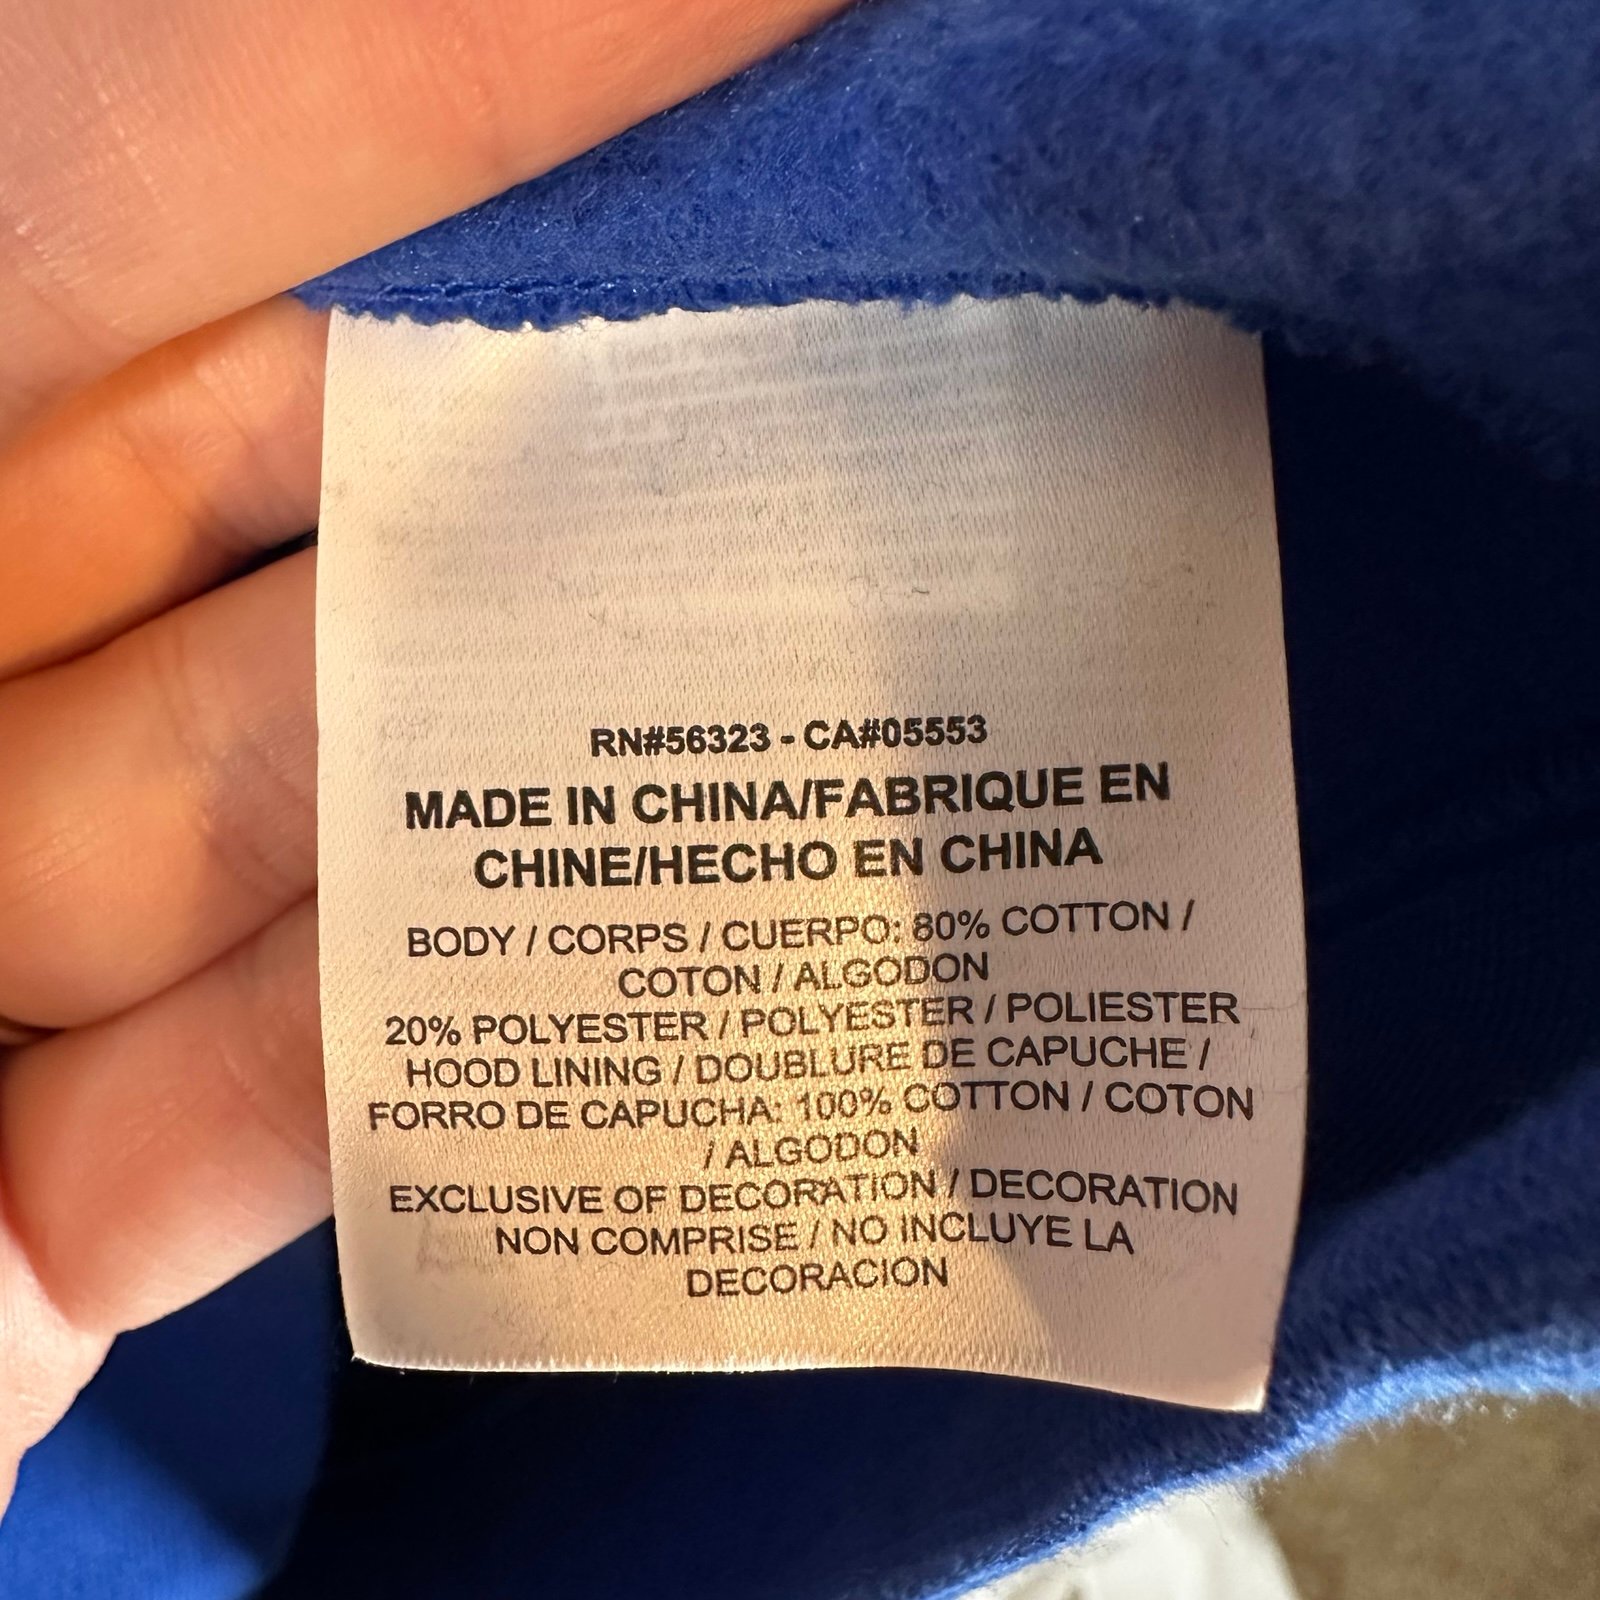 RN#56323 - CA#05553
MADE IN CHINA/FABRIQUE EN
CHINE/HECHO EN CHINA
BODY / CORPS / CUERPO: 80% COTTON /
COTON / ALGODON
20% POLYESTER / POLYESTER / POLIESTER
HOOD LINING / DOUBLURE DE CAPUCHE /
FORRO DE CAPUCHA: 100% COTTON / COTON
/ ALGODON
EXCLUSIVE OF DECORATION / DECORATION
NON COMPRISE / NO INCLUYE LA
DECORACION